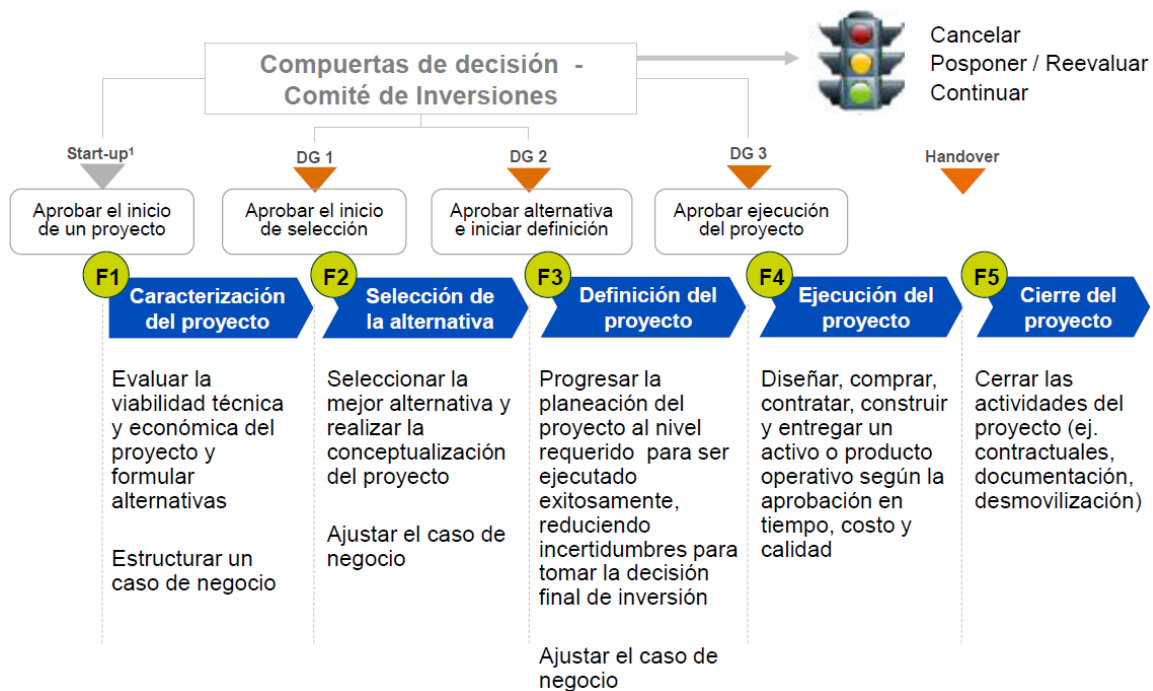 Compuertas de decisión -
Comité de Inversiones
Cancelar
Posponer / Reevaluar
Continuar
Start-up¹
DG 1
DG 2
DG 3
Handover
Aprobar el inicio
de un proyecto
Aprobar el inicio
de selección
Aprobar alternativa
e iniciar definición
Aprobar ejecución
del proyecto
F1
Caracterización
del proyecto
F2
Selección de
la alternativa
F3
Definición del
proyecto
F4
Ejecución del
proyecto
F5
Cierre del
proyecto
Evaluar la
viabilidad técnica
y económica del
proyecto y
formular
alternativas
Estructurar un
caso de negocio
Seleccionar la
mejor alternativa y
realizar la
conceptualización
del proyecto
Ajustar el caso de
negocio
Progresar la
planeación del
proyecto al nivel
requerido para ser
ejecutado
exitosamente,
reduciendo
incertidumbres para
tomar la decisión
final de inversión
Ajustar el caso de
negocio
Diseñar, comprar,
contratar, construir
y entregar un
activo o producto
operativo según la
aprobación en
tiempo, costo y
calidad
Cerrar las
actividades del
proyecto (ej.
contractuales,
documentación,
desmovilización)